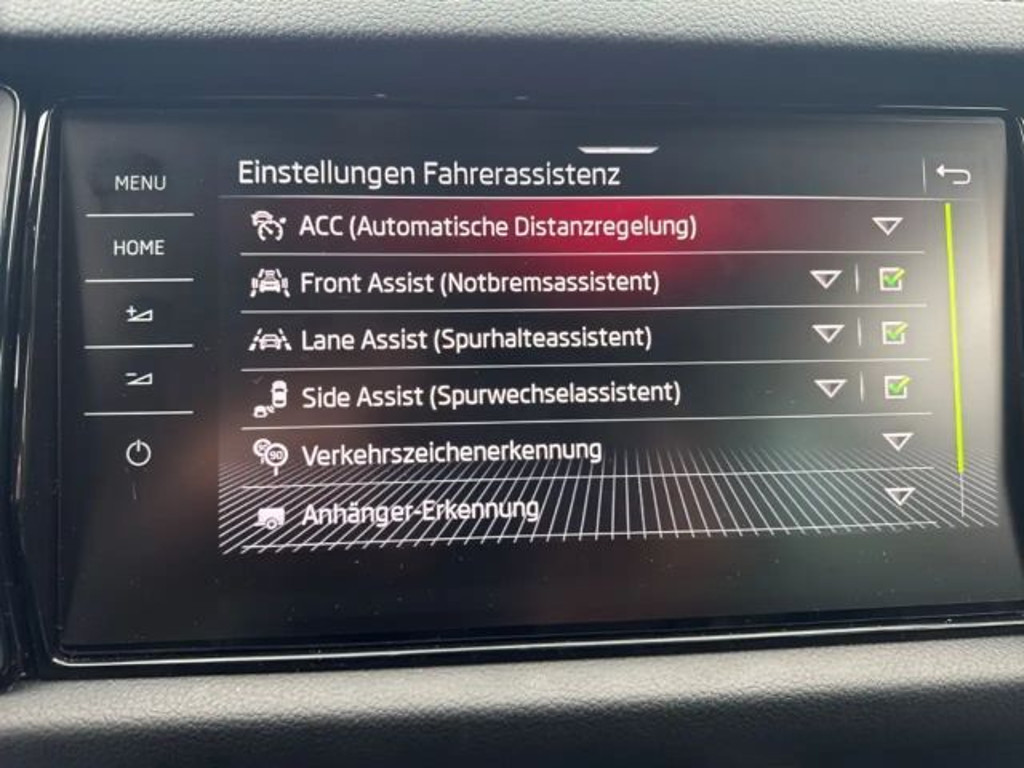 MENU
HOME
Einstellungen Fahrerassistenz
ACC (Automatische Distanzregelung)
Front Assist (Notbremsassistent)
Lane Assist (Spurhalteassistent)
Side Assist (Spurwechselassistent)
90 Verkehrszeichenerkennung
Anhänger-Erkennung